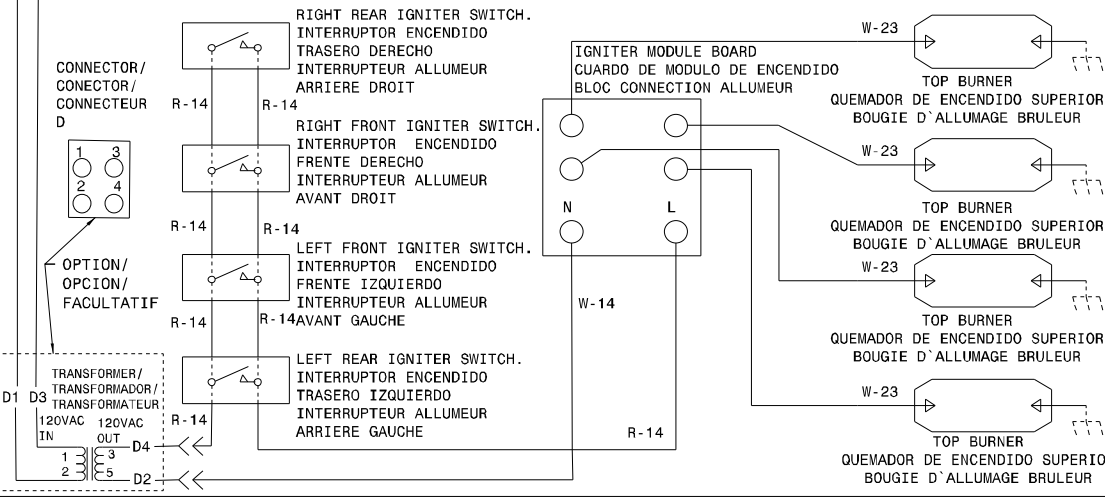 CONNECTOR/
CONECTOR/
CONNECTEUR
D
1 3
2 4
OPTION/
OPCION/
FACULTATIF
TRANSFORMER/
TRANSFORMADOR/
TRANSFORMATEUR
D1 D3
120VAC
IN
120VAC
OUT
1 3
2 5
D4
D2
RIGHT REAR IGNITER SWITCH.
INTERRUPTOR ENCENDIDO
TRASERO DERECHO
INTERRUPTEUR ALLUMEUR
ARRIERE DROIT
R-14 R-14
RIGHT FRONT IGNITER SWITCH.
INTERRUPTOR ENCENDIDO
FRENTE DERECHO
INTERRUPTEUR ALLUMEUR
AVANT DROIT
R-14 R-14
LEFT FRONT IGNITER SWITCH.
INTERRUPTOR ENCENDIDO
FRENTE IZQUIERDO
INTERRUPTEUR ALLUMEUR
AVANT GAUCHE
R-14 R-14
LEFT REAR IGNITER SWITCH.
INTERRUPTOR ENCENDIDO
TRASERO IZQUIERDO
INTERRUPTEUR ALLUMEUR
ARRIERE GAUCHE
R-14
IGNITER MODULE BOARD
CUARDO DE MODULO DE ENCENDIDO
BLOC CONNECTION ALLUMEUR
N L
W-14
R-14
W-23
TOP BURNER
QUEMADOR DE ENCENDIDO SUPERIOR
BOUGIE D`ALLUMAGE BRULEUR
W-23
TOP BURNER
QUEMADOR DE ENCENDIDO SUPERIOR
BOUGIE D`ALLUMAGE BRULEUR
W-23
TOP BURNER
QUEMADOR DE ENCENDIDO SUPERIOR
BOUGIE D`ALLUMAGE BRULEUR
W-23
TOP BURNER
QUEMADOR DE ENCENDIDO SUPERIO
BOUGIE D`ALLUMAGE BRULEUR